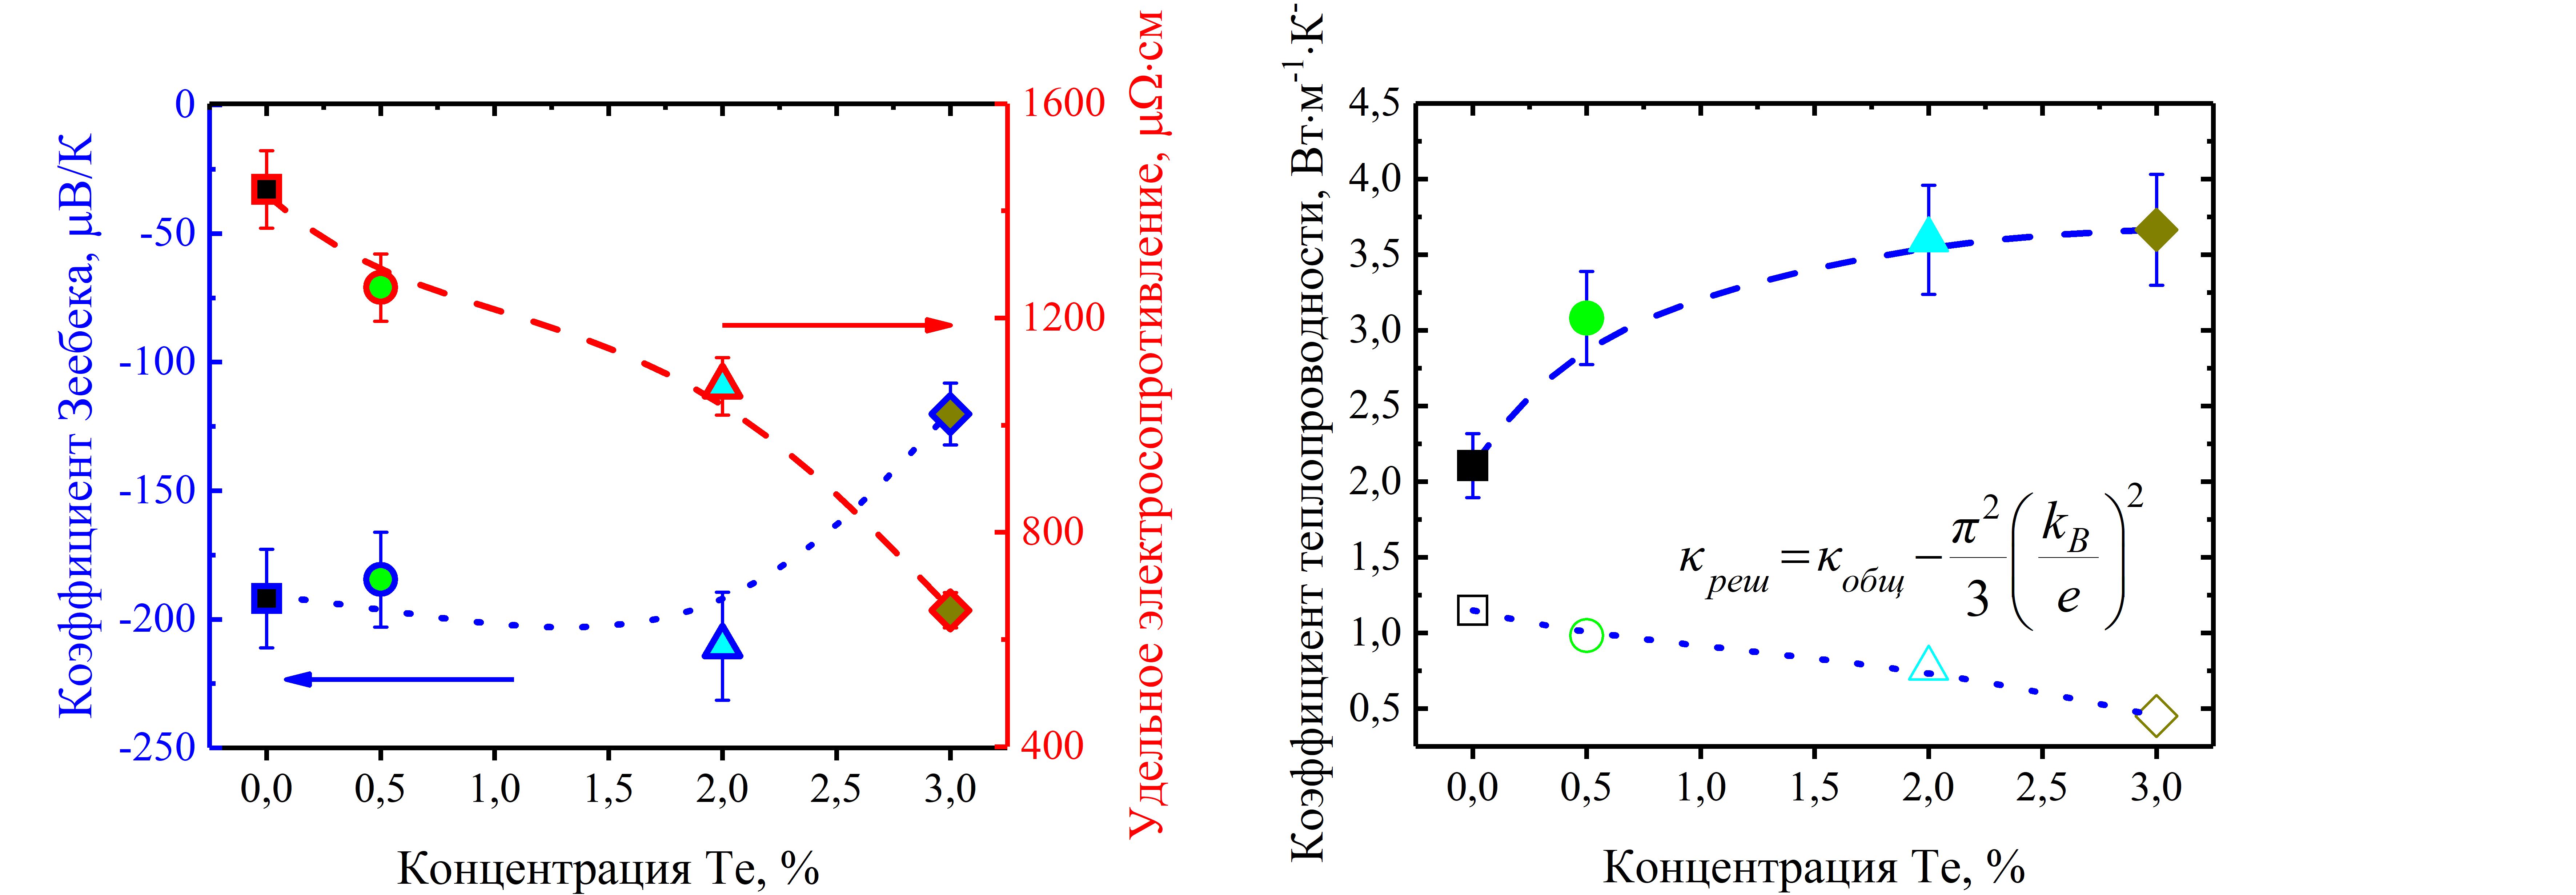 Коэффициент Зеебека, µВ/К
0
-50
-100
-150
-200
-250
0,0 0,5 1,0 1,5 2,0 2,5 3,0
Концентрация Te, %
1600
1200
800
400
Удельное электросопротивление, µΩ·см
Коэффициент теплопроводности, Вт·м⁻¹·К⁻
4,5
4,0
3,5
3,0
2,5
2,0
1,5
1,0
0,5
κ_реш = κ_общ − π²/3 (k_B/e)²
0,0 0,5 1,0 1,5 2,0 2,5 3,0
Концентрация Te, %